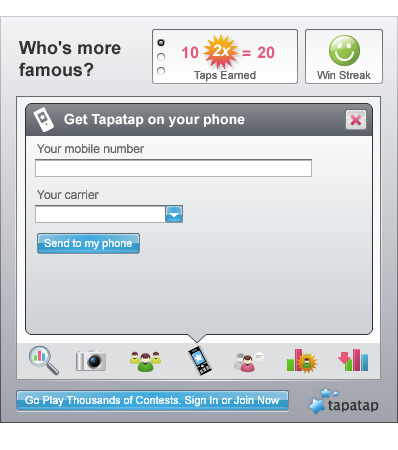 Who's more
famous?
10 2x = 20
Taps Earned
Win Streak
Get Tapatap on your phone
Your mobile number
Your carrier
Send to my phone
Go Play Thousands of Contests. Sign In or Join Now
tapatap